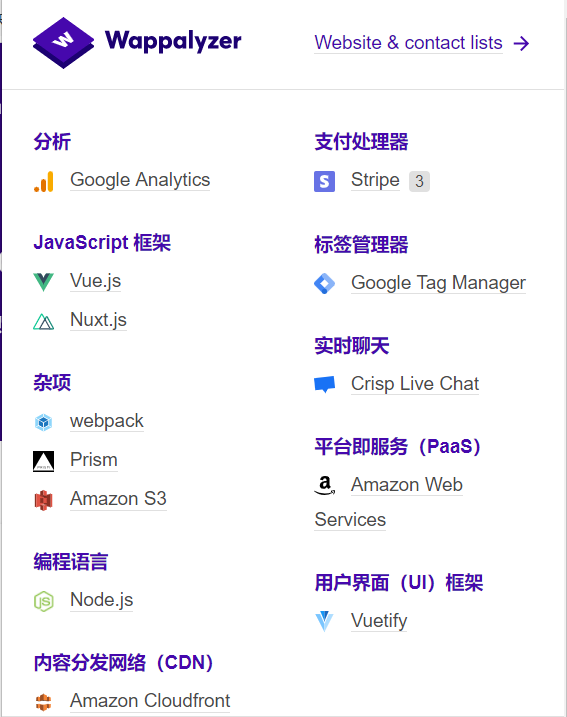 Wappalyzer
Website & contact lists →
分析
Google Analytics
JavaScript 框架
Vue.js
Nuxt.js
杂项
webpack
Prism
Amazon S3
编程语言
Node.js
内容分发网络（CDN）
Amazon Cloudfront
支付处理器
Stripe 3
标签管理器
Google Tag Manager
实时聊天
Crisp Live Chat
平台即服务（PaaS）
Amazon Web
Services
用户界面（UI）框架
Vuetify